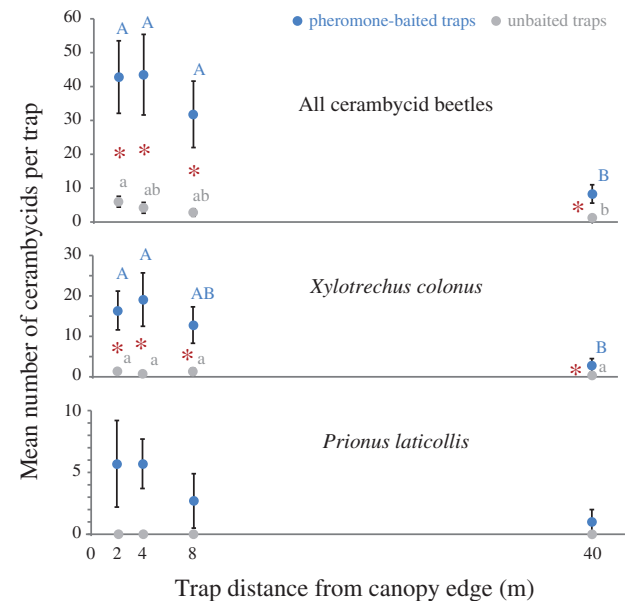 pheromone-baited traps unbaited traps
Mean number of cerambycids per trap
60
50
40
30
20
10
0
A A A B
All cerambycid beetles
* * * *
a ab ab b
30
20
10
0
A A AB B
Xylotrechus colonus
* * * *
a a a a
10
5
0
Prionus laticollis
0 2 4 8 40
Trap distance from canopy edge (m)